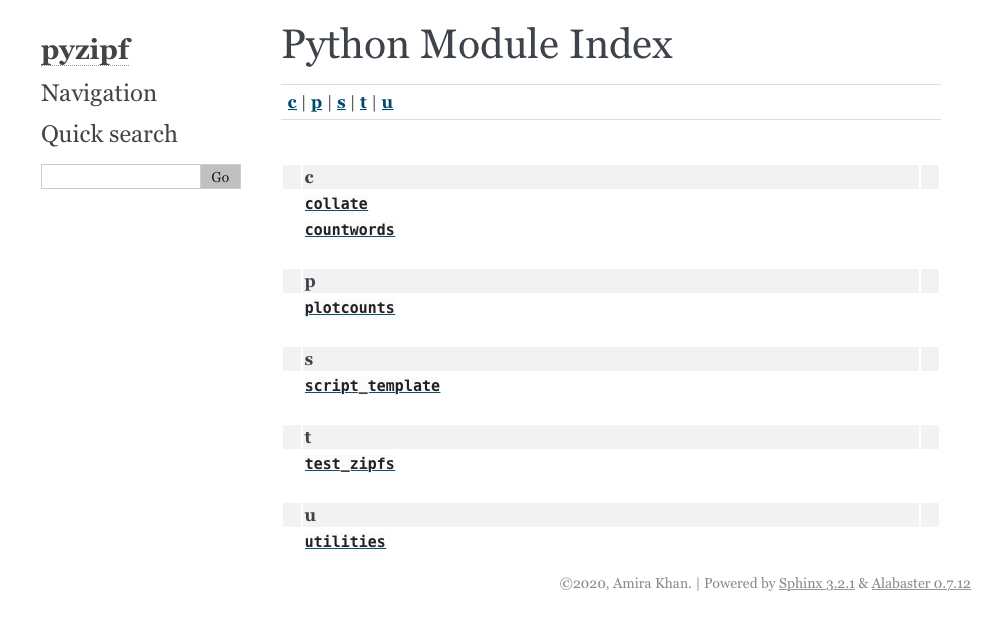 pyzipf
Navigation
Quick search
Go
Python Module Index
c | p | s | t | u
c
collate
countwords
p
plotcounts
s
script_template
t
test_zipfs
u
utilities
©2020, Amira Khan. | Powered by Sphinx 3.2.1 & Alabaster 0.7.12